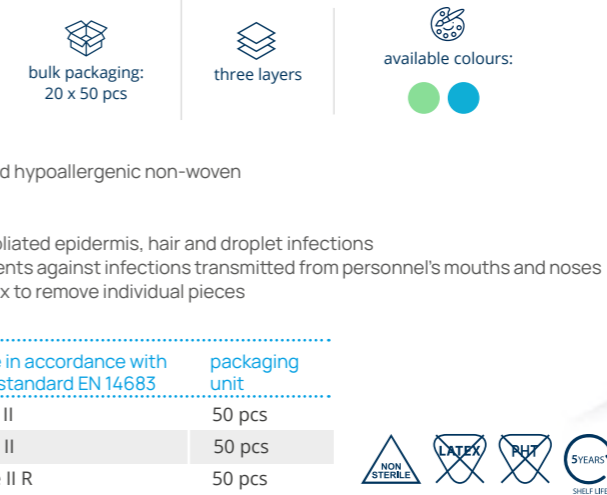 bulk packaging:
20 x 50 pcs
three layers
available colours:
d hypoallergenic non-woven
liated epidermis, hair and droplet infections
ents against infections transmitted from personnel's mouths and noses
x to remove individual pieces
e in accordance with
standard EN 14683
packaging
unit
II
50 pcs
II
50 pcs
II R
50 pcs
NON
STERILE
LATEX
PHT
5YEARS*
SHELF LIFE